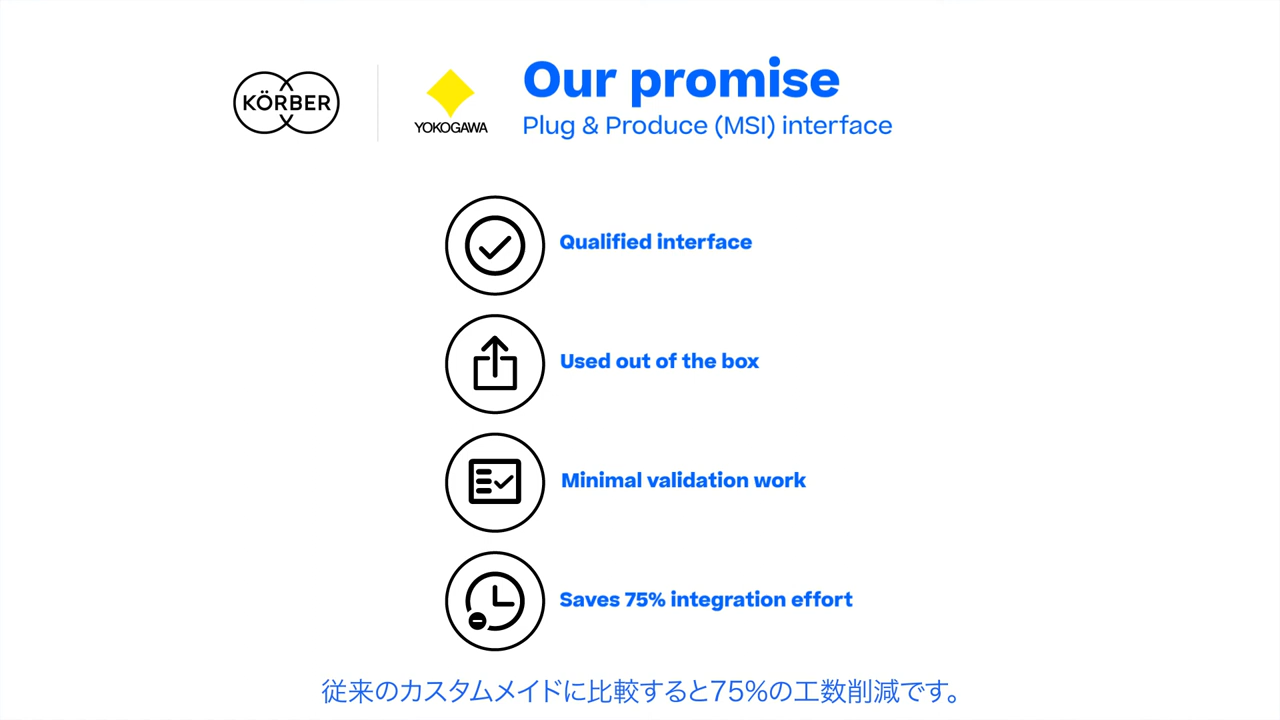 KÖRBER
YOKOGAWA
Our promise
Plug & Produce (MSI) interface
Qualified interface
Used out of the box
Minimal validation work
Saves 75% integration effort
従来のカスタムメイドに比較すると75%の工数削減です。